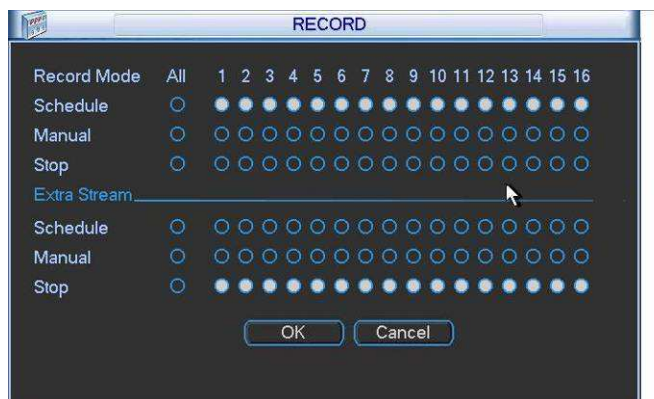 RECORD
Record Mode All 1 2 3 4 5 6 7 8 9 10 11 12 13 14 15 16
Schedule
Manual
Stop
Extra Stream
Schedule
Manual
Stop
OK Cancel